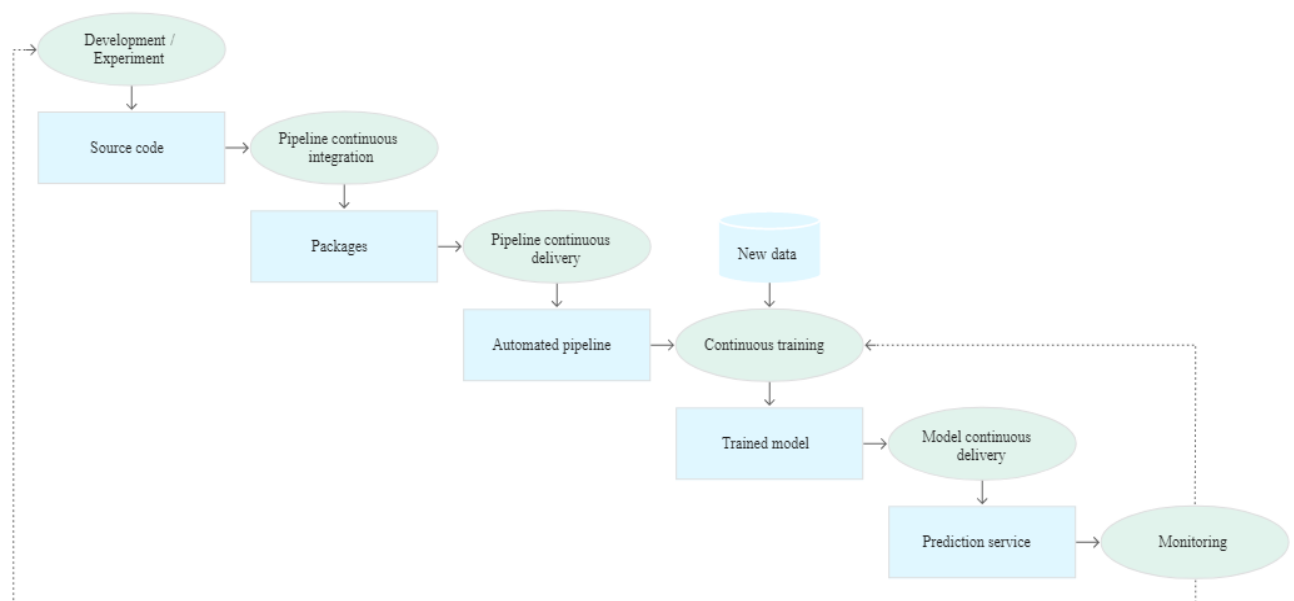 Development /
Experiment
Source code
Pipeline continuous
integration
Packages
Pipeline continuous
delivery
New data
Automated pipeline
Continuous training
Trained model
Model continuous
delivery
Prediction service
Monitoring